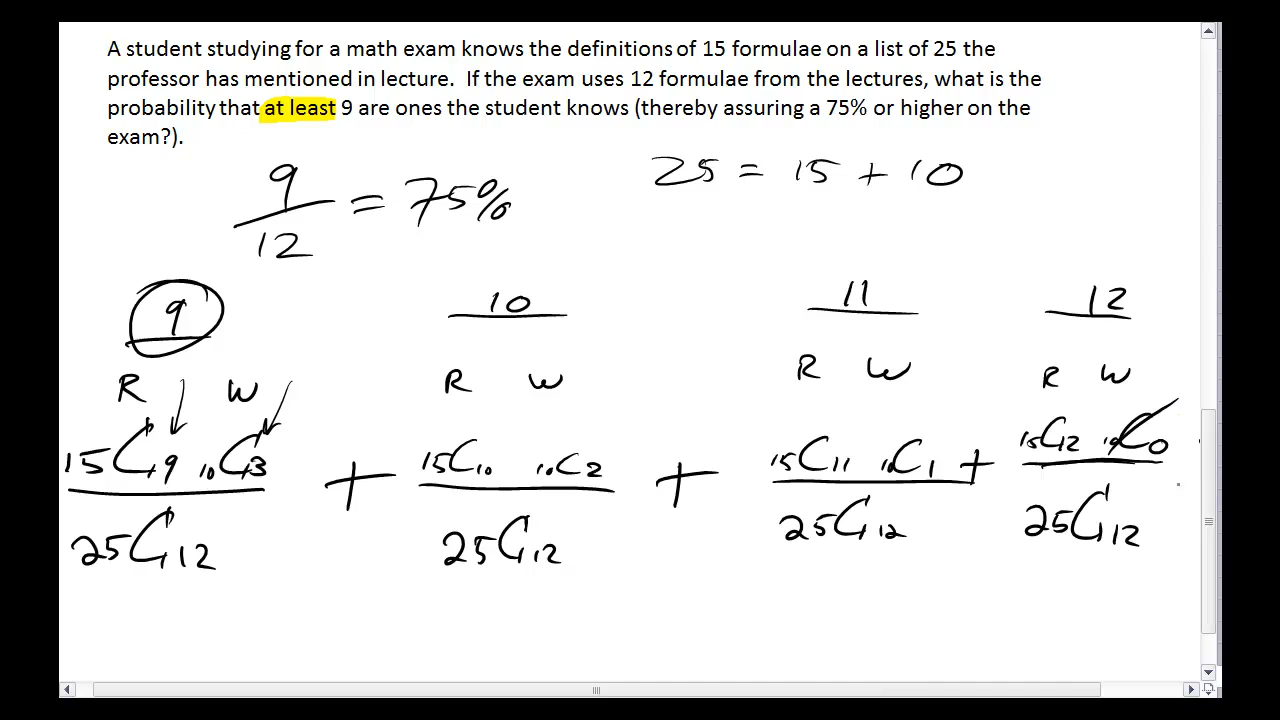 A student studying for a math exam knows the definitions of 15 formulae on a list of 25 the
professor has mentioned in lecture. If the exam uses 12 formulae from the lectures, what is the
probability that at least 9 are ones the student knows (thereby assuring a 75% or higher on the
exam?).
9/12 = 75% 25 = 15 + 10
9 10 11 12
R W R W R W R W
15C9 10C3 + 15C10 10C2 + 15C11 10C1 + 15C12 10C0
25C12 25C12 25C12 25C12